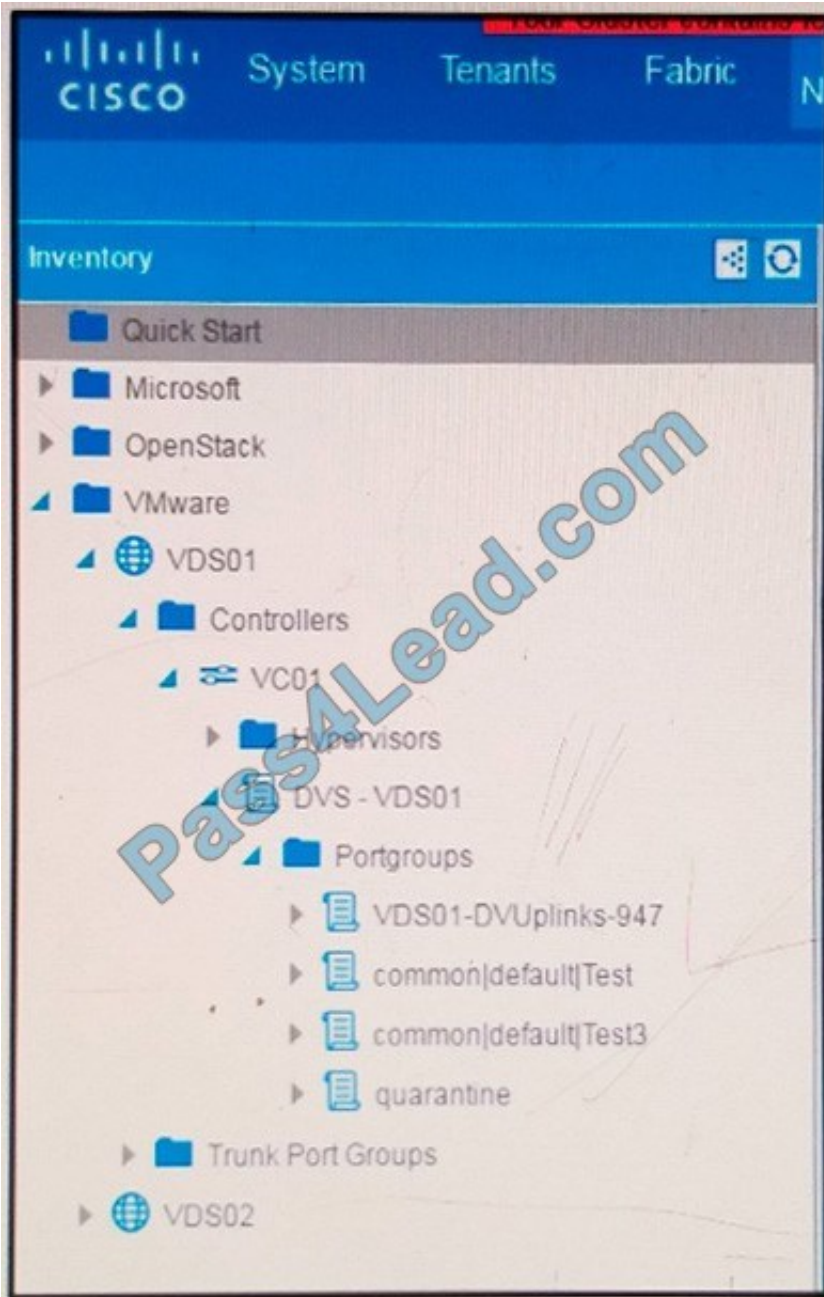 CISCO
System
Tenants
Fabric
N
Inventory
Quick Start
Microsoft
OpenStack
VMware
VDS01
Controllers
VC01
Hypervisors
DVS - VDS01
Portgroups
VDS01-DVUplinks-947
common|default|Test
common|default|Test3
quarantine
Trunk Port Groups
VDS02
Pass4Lead.com